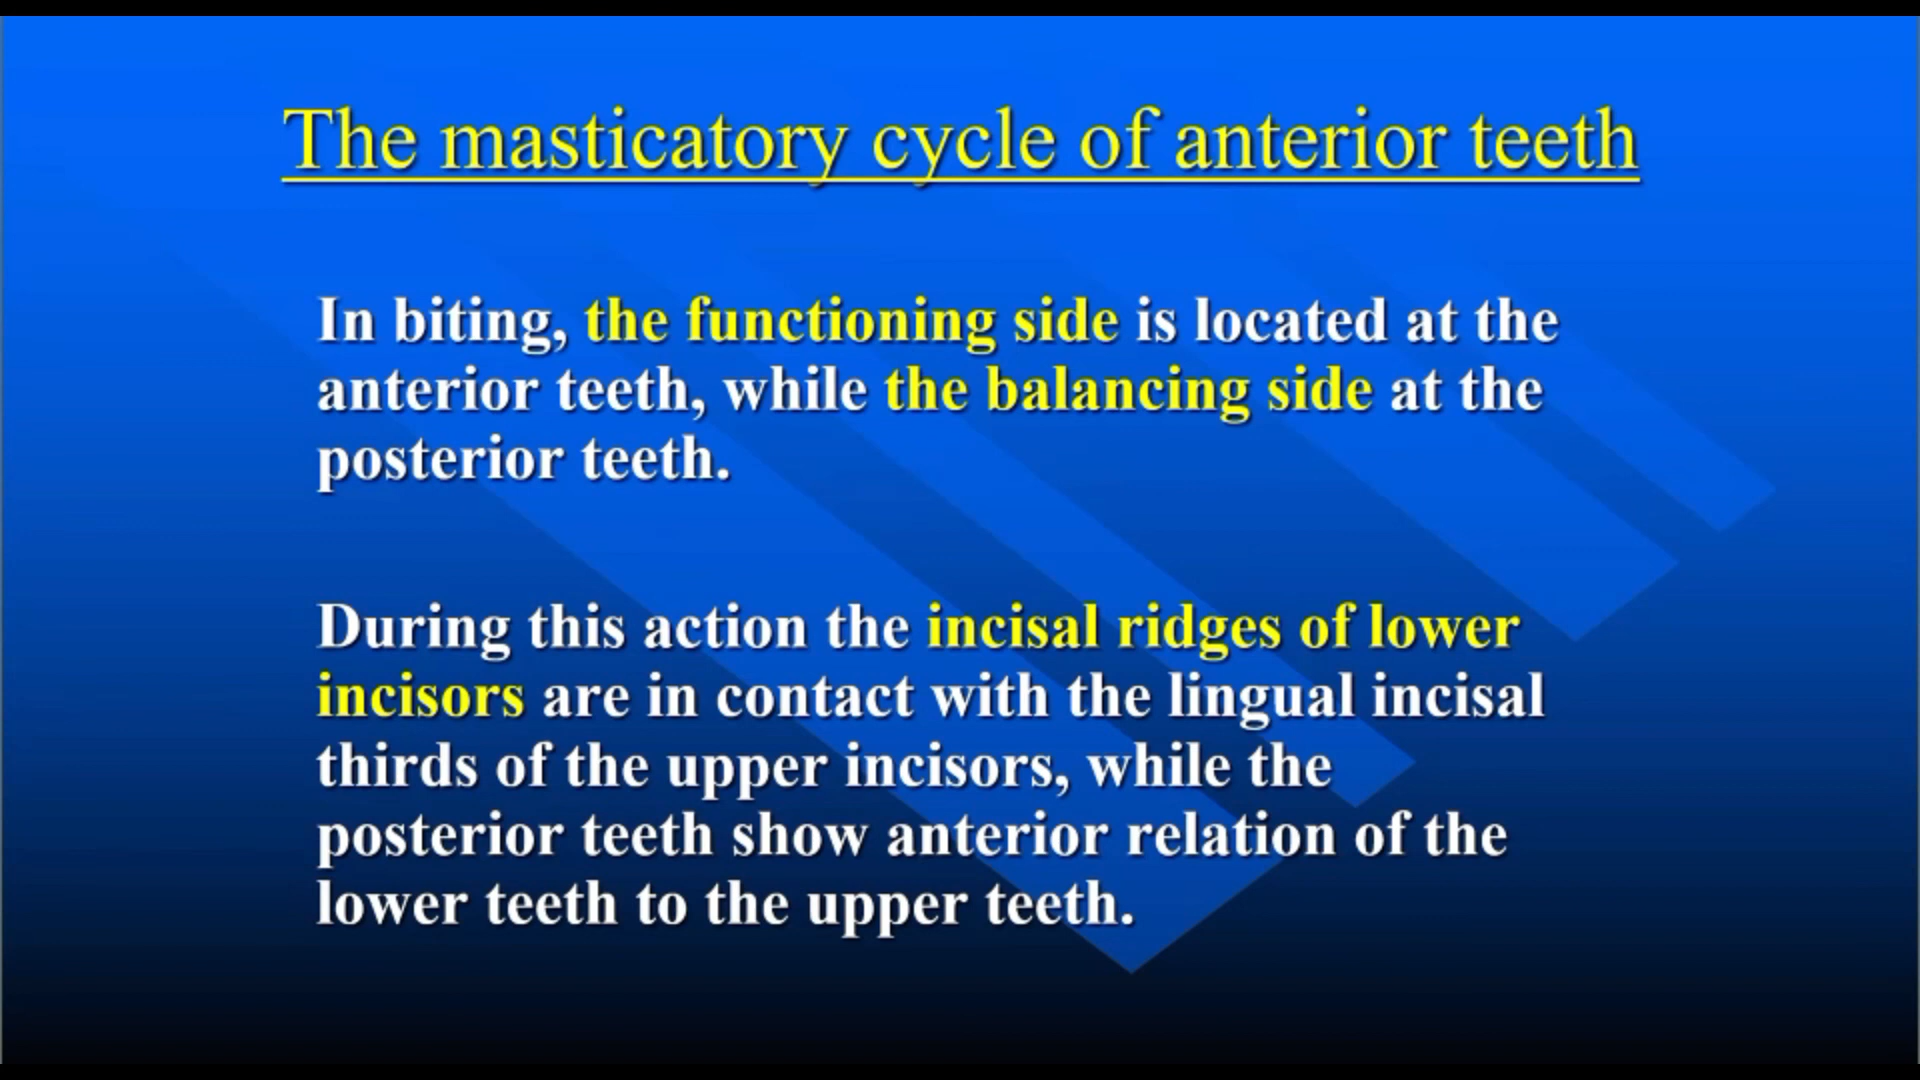 The masticatory cycle of anterior teeth
In biting, the functioning side is located at the
anterior teeth, while the balancing side at the
posterior teeth.
During this action the incisal ridges of lower
incisors are in contact with the lingual incisal
thirds of the upper incisors, while the
posterior teeth show anterior relation of the
lower teeth to the upper teeth.